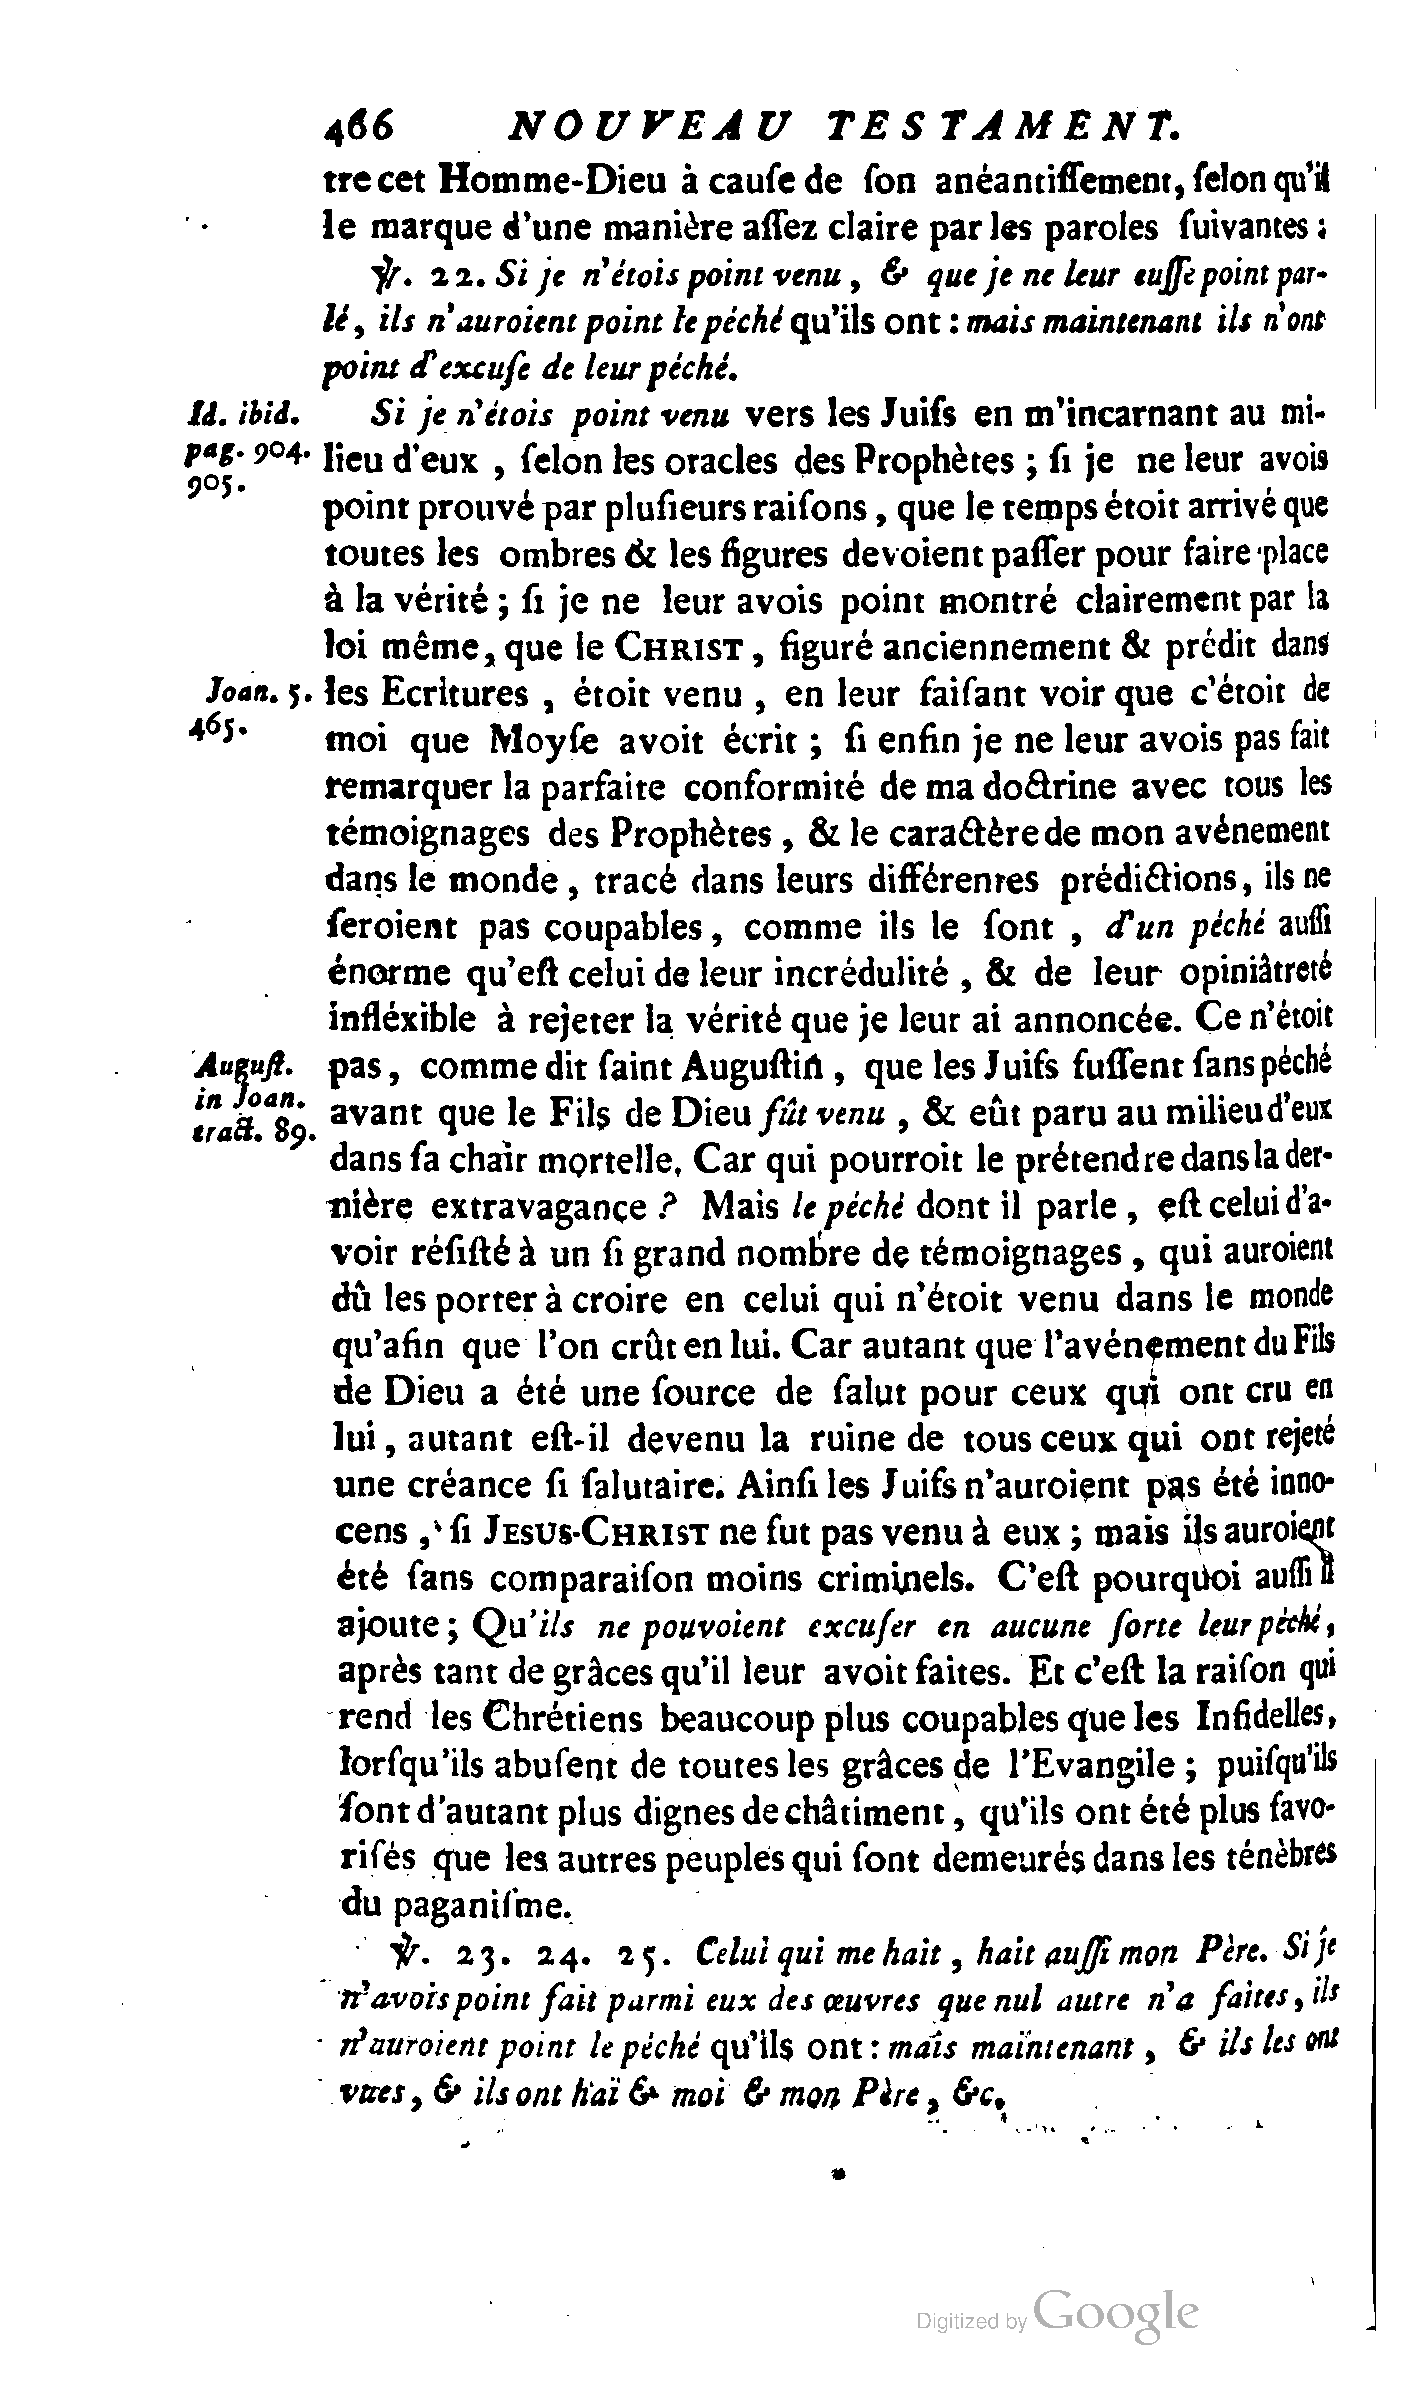 466 NOUVEAU TESTAMENT.
tre cet Homme-Dieu à cauſe de ſon anéantiſſement, ſelon qu'il
le marque d'une manière aſſez claire par les paroles ſuivantes :
℣. 22. Si je n'étois point venu, & que je ne leur euſſe point par-
lé, ils n'auroient point le péché qu'ils ont : mais maintenant ils n'ont
point d'excuſe de leur péché.
Id. ibid.
pag. 904.
905.
Si je n'étois point venu vers les Juifs en m'incarnant au mi-
lieu d'eux , ſelon les oracles des Prophètes ; ſi je ne leur avois
point prouvé par pluſieurs raiſons , que le temps étoit arrivé que
toutes les ombres & les figures devoient paſſer pour faire place
à la vérité ; ſi je ne leur avois point montré clairement par la
loi même, que le CHRIST , figuré anciennement & prédit dans
Joan. 5.
465.
les Ecritures , étoit venu , en leur faiſant voir que c'étoit de
moi que Moyſe avoit écrit ; ſi enfin je ne leur avois pas fait
remarquer la parfaite conformité de ma doctrine avec tous les
témoignages des Prophètes , & le caractère de mon avénement
dans le monde , tracé dans leurs différentes prédictions, ils ne
ſeroient pas coupables, comme ils le ſont , d'un péché auſſi
énorme qu'eſt celui de leur incrédulité , & de leur opiniâtreté
infléxible à rejeter la vérité que je leur ai annoncée. Ce n'étoit
Auguſt.
in Joan.
tract. 89.
pas, comme dit ſaint Auguſtin , que les Juifs fuſſent ſans péché
avant que le Fils de Dieu fût venu , & eût paru au milieu d'eux
dans ſa chair mortelle. Car qui pourroit le prétendre dans la der-
nière extravagance ? Mais le péché dont il parle , eſt celui d'a-
voir réſiſté à un ſi grand nombre de témoignages , qui auroient
dû les porter à croire en celui qui n'étoit venu dans le monde
qu'afin que l'on crût en lui. Car autant que l'avénement du Fils
de Dieu a été une ſource de ſalut pour ceux qui ont cru en
lui , autant eſt-il devenu la ruine de tous ceux qui ont rejeté
une créance ſi ſalutaire. Ainſi les Juifs n'auroient pas été inno-
cens , ſi JESUS-CHRIST ne fut pas venu à eux ; mais ils auroient
été ſans comparaiſon moins criminels. C'eſt pourquoi auſſi il
ajoute ; Qu'ils ne pouvoient excuſer en aucune ſorte leur péché,
après tant de grâces qu'il leur avoit faites. Et c'eſt la raiſon qui
rend les Chrétiens beaucoup plus coupables que les Infidelles,
lorſqu'ils abuſent de toutes les grâces de l'Evangile ; puiſqu'ils
ſont d'autant plus dignes de châtiment , qu'ils ont été plus favo-
riſés que les autres peuples qui ſont demeurés dans les ténèbres
du paganiſme.
℣. 23. 24. 25. Celui qui me hait , hait auſſi mon Père. Si je
n'avois point fait parmi eux des œuvres que nul autre n'a faites, ils
n'auroient point le péché qu'ils ont : mais maintenant , & ils les ont
vues, & ils ont haï & moi & mon Père, &c.
Digitized by Google